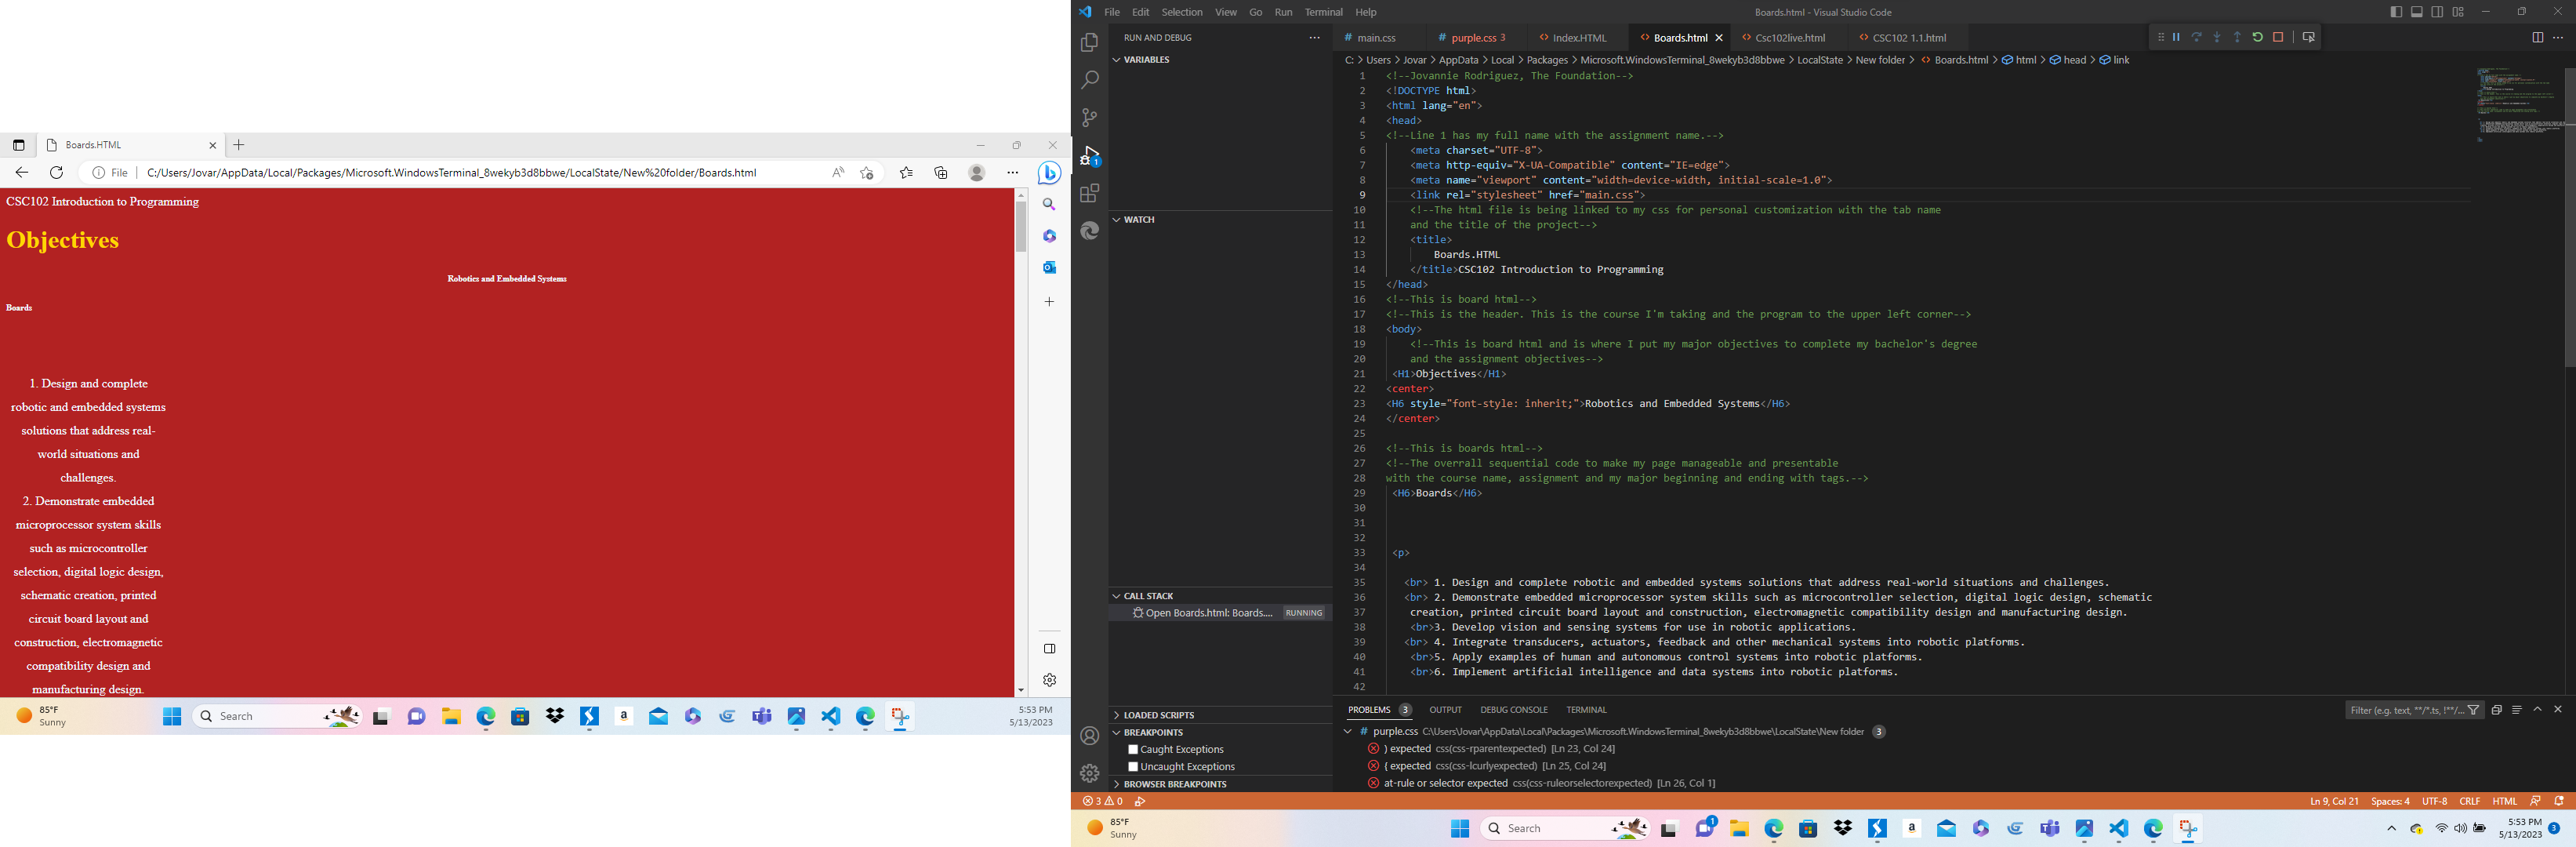 Boards.HTML
File
C:/Users/Jovar/AppData/Local/Packages/Microsoft.WindowsTerminal_8wekyb3d8bbwe/LocalState/New%20folder/Boards.html
CSC102 Introduction to Programming
Objectives
Robotics and Embedded Systems
Boards
1. Design and complete
robotic and embedded systems
solutions that address real-
world situations and
challenges.
2. Demonstrate embedded
microprocessor system skills
such as microcontroller
selection, digital logic design,
schematic creation, printed
circuit board layout and
construction, electromagnetic
compatibility design and
manufacturing design.
85°F
Sunny
Search
5:53 PM
5/13/2023
File Edit Selection View Go Run Terminal Help
Boards.html - Visual Studio Code
RUN AND DEBUG
VARIABLES
WATCH
CALL STACK
Open Boards.html: Boards.... RUNNING
LOADED SCRIPTS
BREAKPOINTS
Caught Exceptions
Uncaught Exceptions
BROWSER BREAKPOINTS
# main.css # purple.css 3 <> Index.HTML <> Boards.html <> Csc102live.html <> CSC102 1.1.html
C: > Users > Jovar > AppData > Local > Packages > Microsoft.WindowsTerminal_8wekyb3d8bbwe > LocalState > New folder > <> Boards.html > html > head > link
1 <!--Jovannie Rodriguez, The Foundation-->
2 <!DOCTYPE html>
3 <html lang="en">
4 <head>
5 <!--Line 1 has my full name with the assignment name.-->
6 <meta charset="UTF-8">
7 <meta http-equiv="X-UA-Compatible" content="IE=edge">
8 <meta name="viewport" content="width=device-width, initial-scale=1.0">
9 <link rel="stylesheet" href="main.css">
10 <!--The html file is being linked to my css for personal customization with the tab name
11 and the title of the project-->
12 <title>
13 Boards.HTML
14 </title>CSC102 Introduction to Programming
15 </head>
16 <!--This is board html-->
17 <!--This is the header. This is the course I'm taking and the program to the upper left corner-->
18 <body>
19 <!--This is board html and is where I put my major objectives to complete my bachelor's degree
20 and the assignment objectives-->
21 <H1>Objectives</H1>
22 <center>
23 <H6 style="font-style: inherit;">Robotics and Embedded Systems</H6>
24 </center>
25
26 <!--This is boards html-->
27 <!--The overrall sequential code to make my page manageable and presentable
28 with the course name, assignment and my major beginning and ending with tags.-->
29 <H6>Boards</H6>
30
31
32
33 <p>
34
35 <br> 1. Design and complete robotic and embedded systems solutions that address real-world situations and challenges.
36 <br> 2. Demonstrate embedded microprocessor system skills such as microcontroller selection, digital logic design, schematic
37 creation, printed circuit board layout and construction, electromagnetic compatibility design and manufacturing design.
38 <br>3. Develop vision and sensing systems for use in robotic applications.
39 <br> 4. Integrate transducers, actuators, feedback and other mechanical systems into robotic platforms.
40 <br>5. Apply examples of human and autonomous control systems into robotic platforms.
41 <br>6. Implement artificial intelligence and data systems into robotic platforms.
42
PROBLEMS 3 OUTPUT DEBUG CONSOLE TERMINAL
Filter (e.g. text, **/*.ts, !**/...
# purple.css C:\Users\Jovar\AppData\Local\Packages\Microsoft.WindowsTerminal_8wekyb3d8bbwe\LocalState\New folder 3
) expected css(css-rparentexpected) [Ln 23, Col 24]
{ expected css(css-lcurlyexpected) [Ln 25, Col 24]
at-rule or selector expected css(css-ruleorselectorexpected) [Ln 26, Col 1]
3 0
Ln 9, Col 21 Spaces: 4 UTF-8 CRLF HTML
85°F
Sunny
Search
5:53 PM
5/13/2023